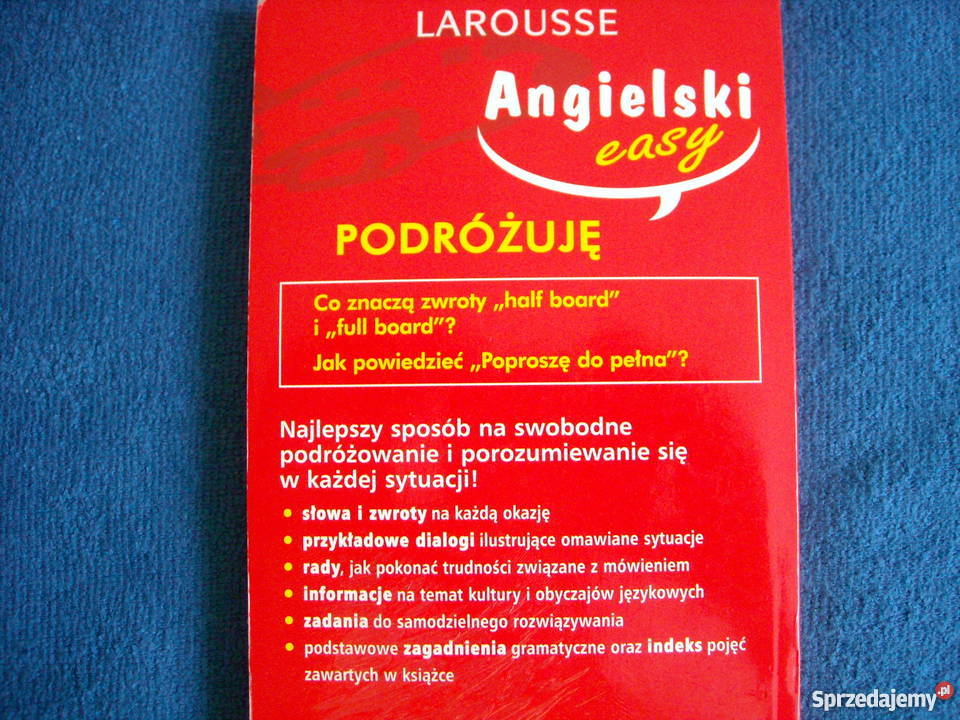 LAROUSSE
Angielski
easy
PODRÓŻUJĘ
Co znaczą zwroty „half board”
i „full board”?
Jak powiedzieć „Poproszę do pełna”?
Najlepszy sposób na swobodne
podróżowanie i porozumiewanie się
w każdej sytuacji!
• słowa i zwroty na każdą okazję
• przykładowe dialogi ilustrujące omawiane sytuacje
• rady, jak pokonać trudności związane z mówieniem
• informacje na temat kultury i obyczajów językowych
• zadania do samodzielnego rozwiązywania
• podstawowe zagadnienia gramatyczne oraz indeks pojęć
zawartych w książce
Sprzedajemy.pl